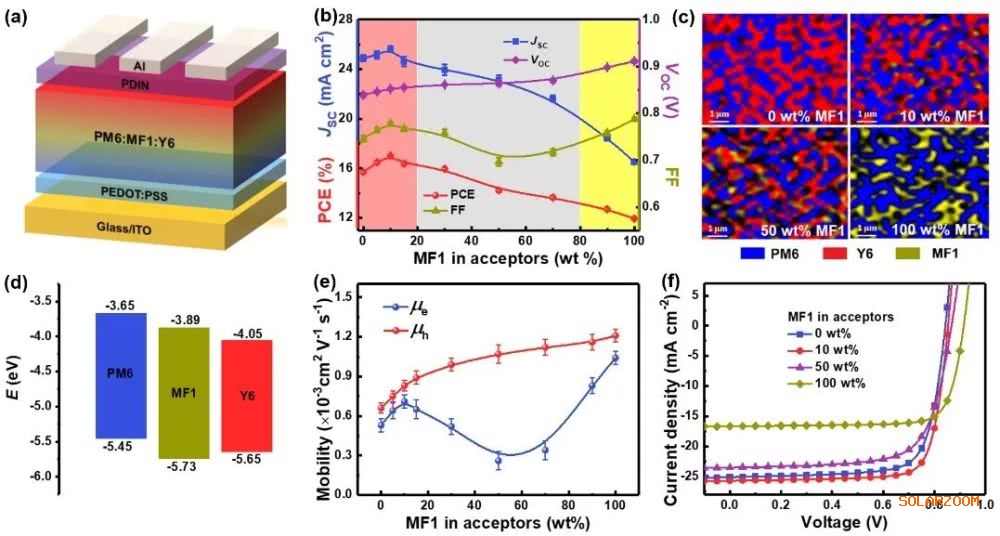 (a)
Al
PDIN
PM6:MF1:Y6
PEDOT:PSS
Glass/ITO
(b)
28
24
20
16
12
J_SC (mA cm²)
PCE (%)
J_SC
V_OC
PCE
FF
1.0
0.9
0.8
0.7
0.6
V_OC (V)
FF
0 20 40 60 80 100
MF1 in acceptors (wt %)
(c)
1 μm 0 wt% MF1
1 μm 10 wt% MF1
1 μm 50 wt% MF1
1 μm 100 wt% MF1
PM6 Y6 MF1
(d)
E (eV)
-3.5
-4.0
-4.5
-5.0
-5.5
-6.0
-3.65
PM6
-5.45
-3.89
MF1
-5.73
-4.05
Y6
-5.65
(e)
Mobility (×10⁻³cm² V⁻¹ s⁻¹)
1.5
1.2
0.9
0.6
0.3
0.0
μ_e
μ_h
0 20 40 60 80 100
MF1 in acceptors (wt%)
(f)
Current density (mA cm⁻²)
5
0
-5
-10
-15
-20
-25
MF1 in acceptors
0 wt%
10 wt%
50 wt%
100 wt%
0.0 0.2 0.4 0.6 0.8 1.0
Voltage (V)
SOLARZOOM